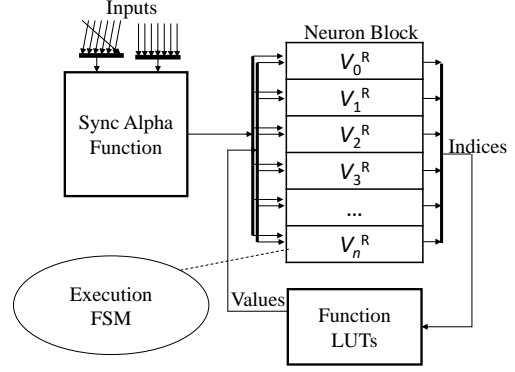 Inputs
Neuron Block
Sync Alpha
Function
V₀ᴿ
V₁ᴿ
V₂ᴿ
V₃ᴿ
...
Vₙᴿ
Indices
Execution
FSM
Values
Function
LUTs